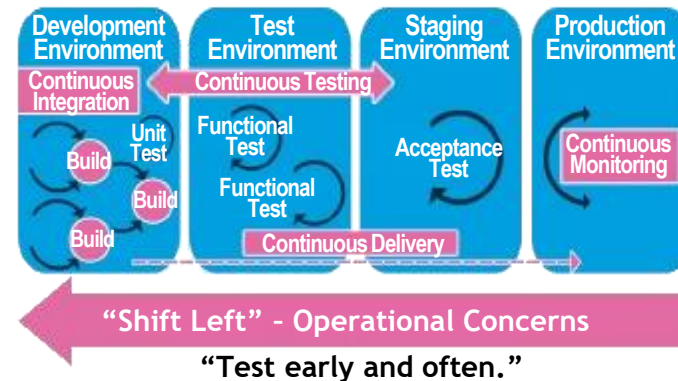 Development
Environment
Test
Environment
Staging
Environment
Production
Environment
Continuous
Integration
Continuous Testing
Unit
Test
Build
Build
Build
Functional
Test
Functional
Test
Acceptance
Test
Continuous
Monitoring
Continuous Delivery
“Shift Left” – Operational Concerns
“Test early and often.”